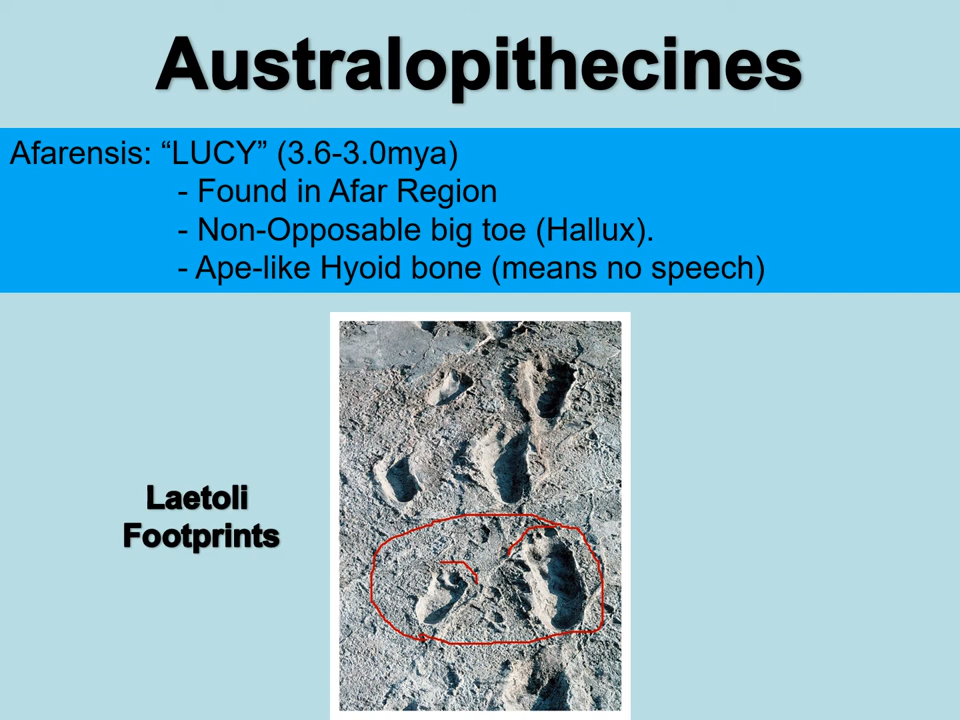 Australopithecines
Afarensis: “LUCY” (3.6-3.0mya)
- Found in Afar Region
- Non-Opposable big toe (Hallux).
- Ape-like Hyoid bone (means no speech)
Laetoli
Footprints